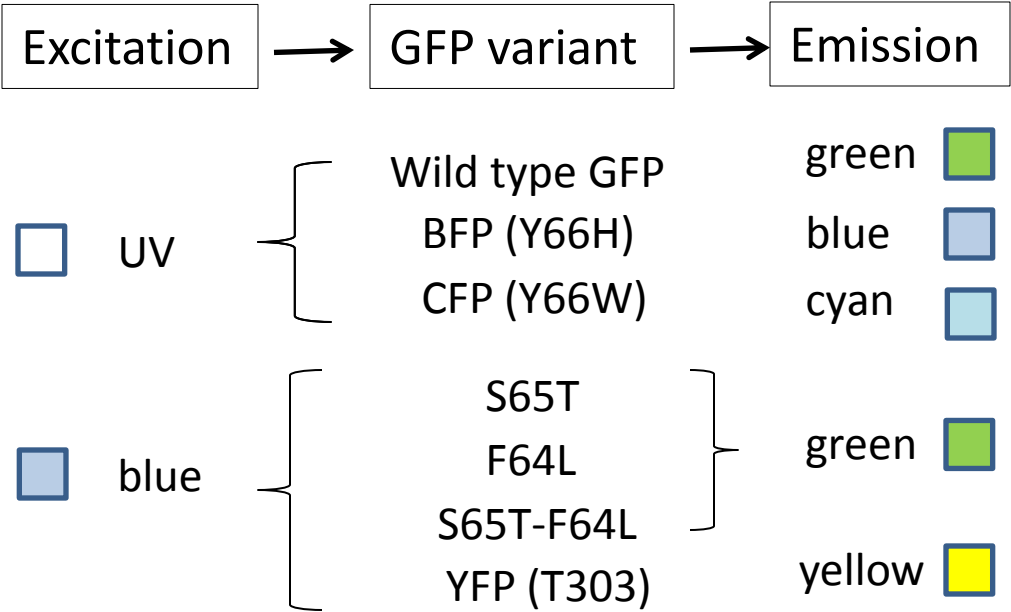 Excitation GFP variant Emission
Wild type GFP green
UV BFP (Y66H) blue
CFP (Y66W) cyan
S65T
blue F64L green
S65T-F64L
YFP (T303) yellow